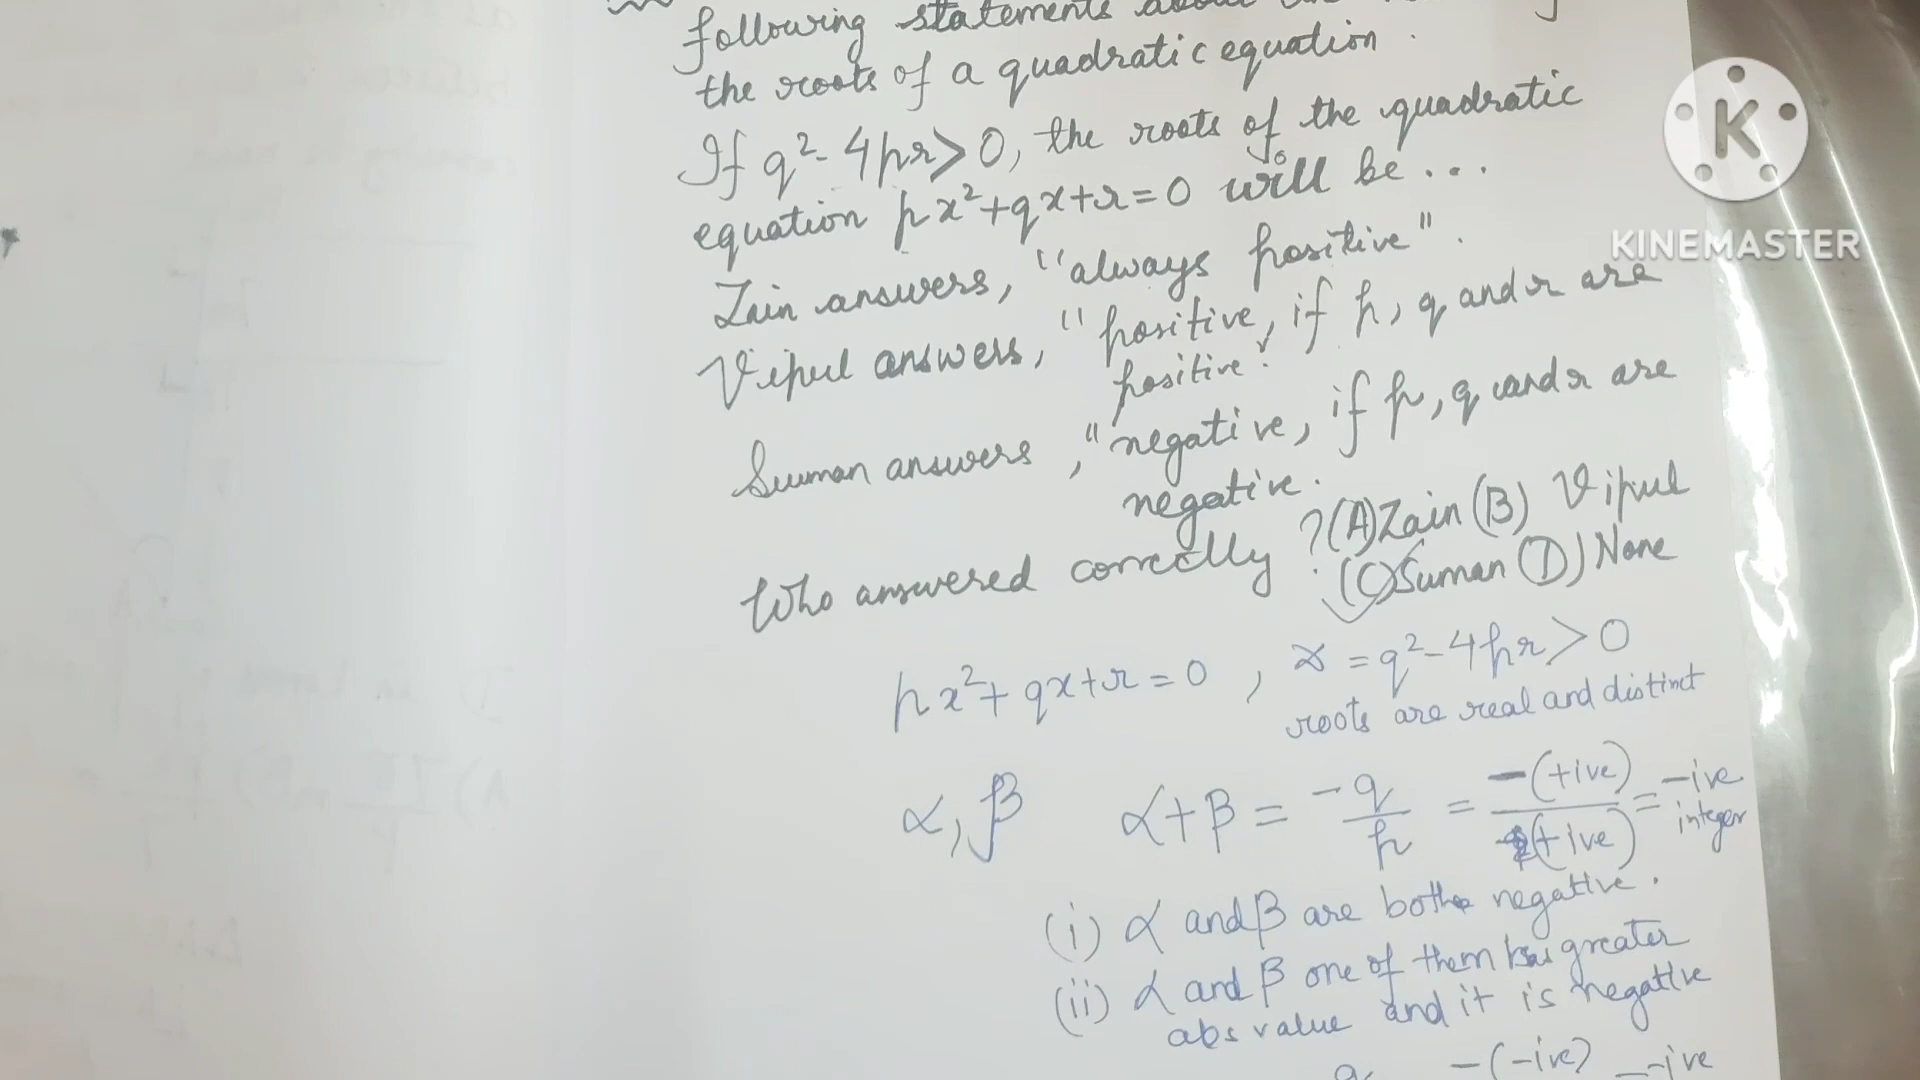 following statements
the roots of a quadratic equation.
If q²-4pr>0, the roots of the quadratic
equation px²+qx+r=0 will be...
Zain answers, "always positive".
Vipul answers, "positive, if p, q and r are
positive.
Suman answers, "negative, if p, q and r are
negative.
Who answered correctly? (A)Zain (B) Vipul
(C)Suman (D) None
px²+qx+r=0, = q²-4pr>0
roots are real and distinct
α, β α+β = -q/p = -(+ive)/(+ive) = -ive
integer
(i) α and β are both negative.
(ii) α and β one of them greater
abs value and it is negative
-(-ive) -ive
K
KINEMASTER